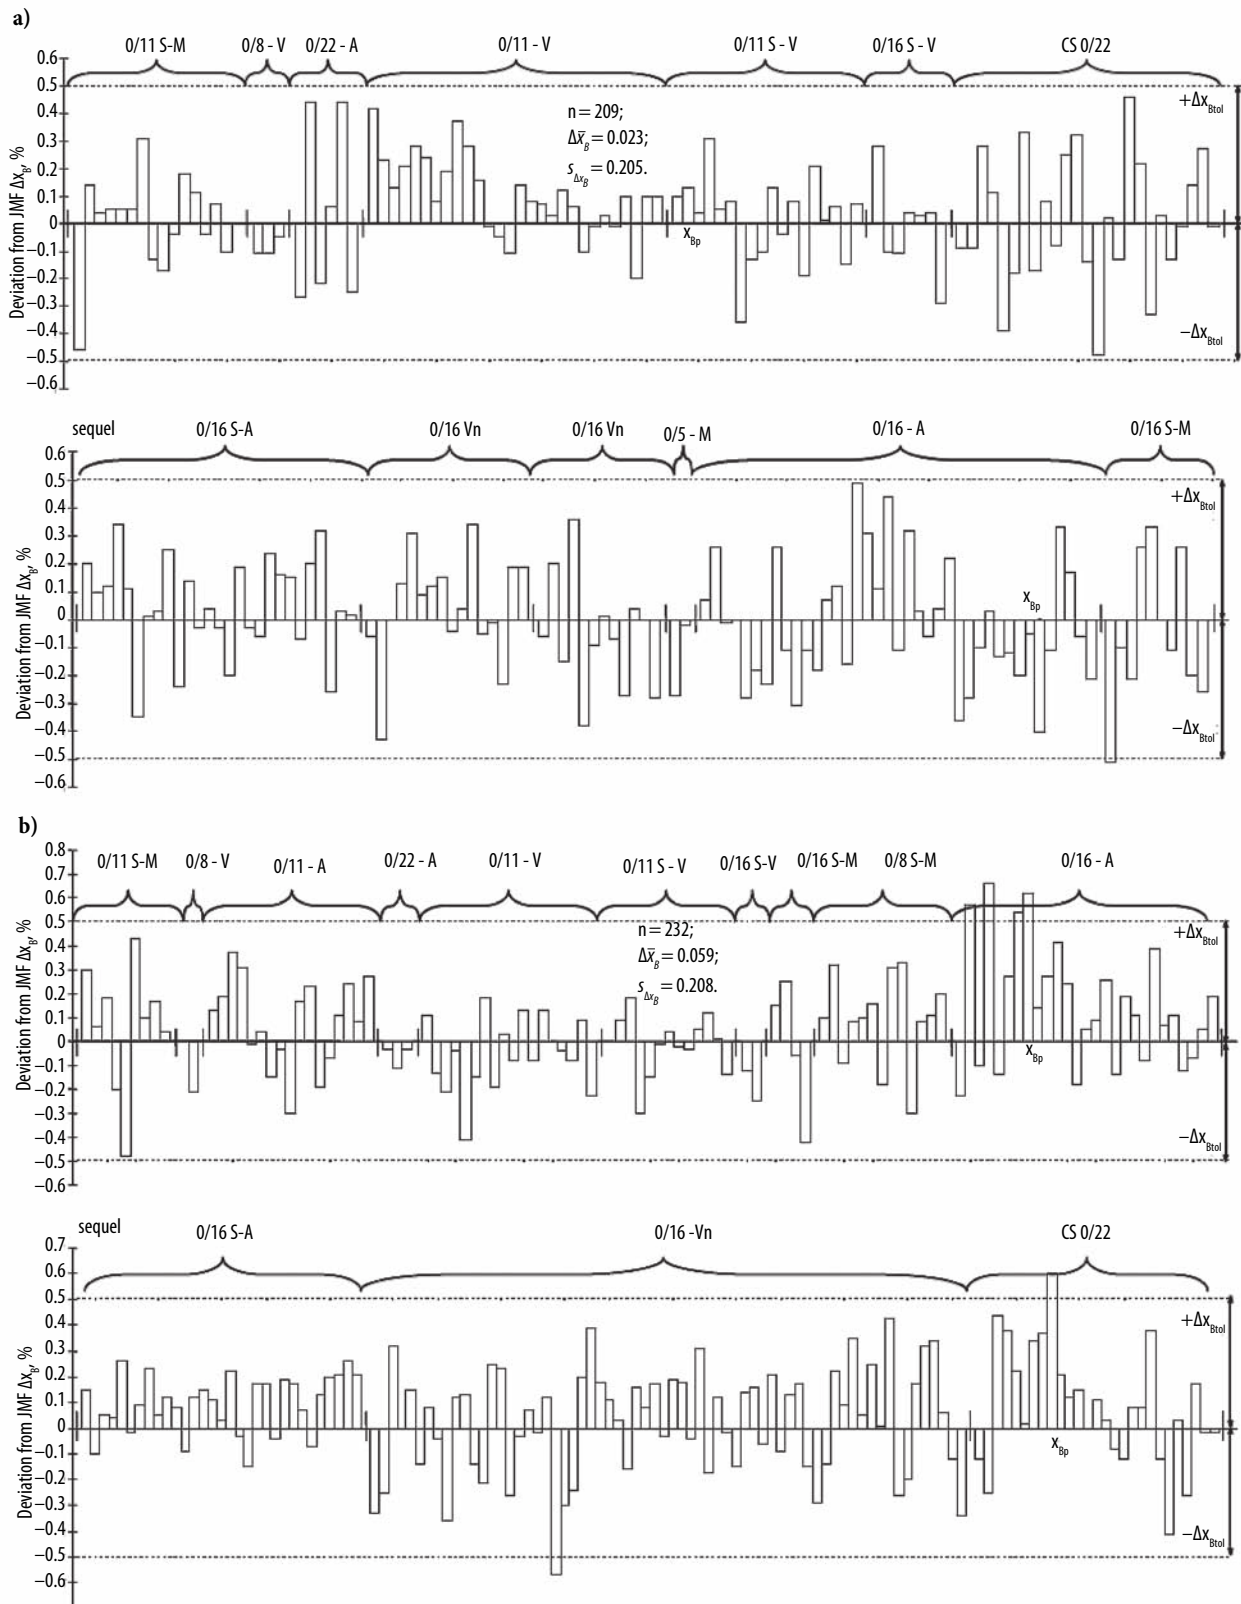 a)
0/11 S-M 0/8 - V 0/22 - A 0/11 - V 0/11 S - V 0/16 S - V CS 0/22
0.6
0.5
0.4
0.3
0.2
0.1
0
−0.1
−0.2
−0.3
−0.4
−0.5
−0.6
Deviation from JMF Δx_B, %
n = 209;
Δx̄_B = 0.023;
s_Δx_B = 0.205.
+Δx_Btol
x_Bp
−Δx_Btol
sequel 0/16 S-A 0/16 Vn 0/16 Vn 0/5 - M 0/16 - A 0/16 S-M
0.6
0.5
0.4
0.3
0.2
0.1
0
−0.1
−0.2
−0.3
−0.4
−0.5
−0.6
Deviation from JMF Δx_B, %
+Δx_Btol
x_Bp
−Δx_Btol
b)
0/11 S-M 0/8 - V 0/11 - A 0/22 - A 0/11 - V 0/11 S - V 0/16 S-V 0/16 S-M 0/8 S-M 0/16 - A
0.8
0.7
0.6
0.5
0.4
0.3
0.2
0.1
0
−0.1
−0.2
−0.3
−0.4
−0.5
−0.6
Deviation from JMF Δx_B, %
n = 232;
Δx̄_B = 0.059;
s_Δx_B = 0.208.
+Δx_Btol
x_Bp
−Δx_Btol
sequel 0/16 S-A 0/16 -Vn CS 0/22
0.7
0.6
0.5
0.4
0.3
0.2
0.1
0
−0.1
−0.2
−0.3
−0.4
−0.5
−0.6
Deviation from JMF Δx_B, %
+Δx_Btol
x_Bp
−Δx_Btol